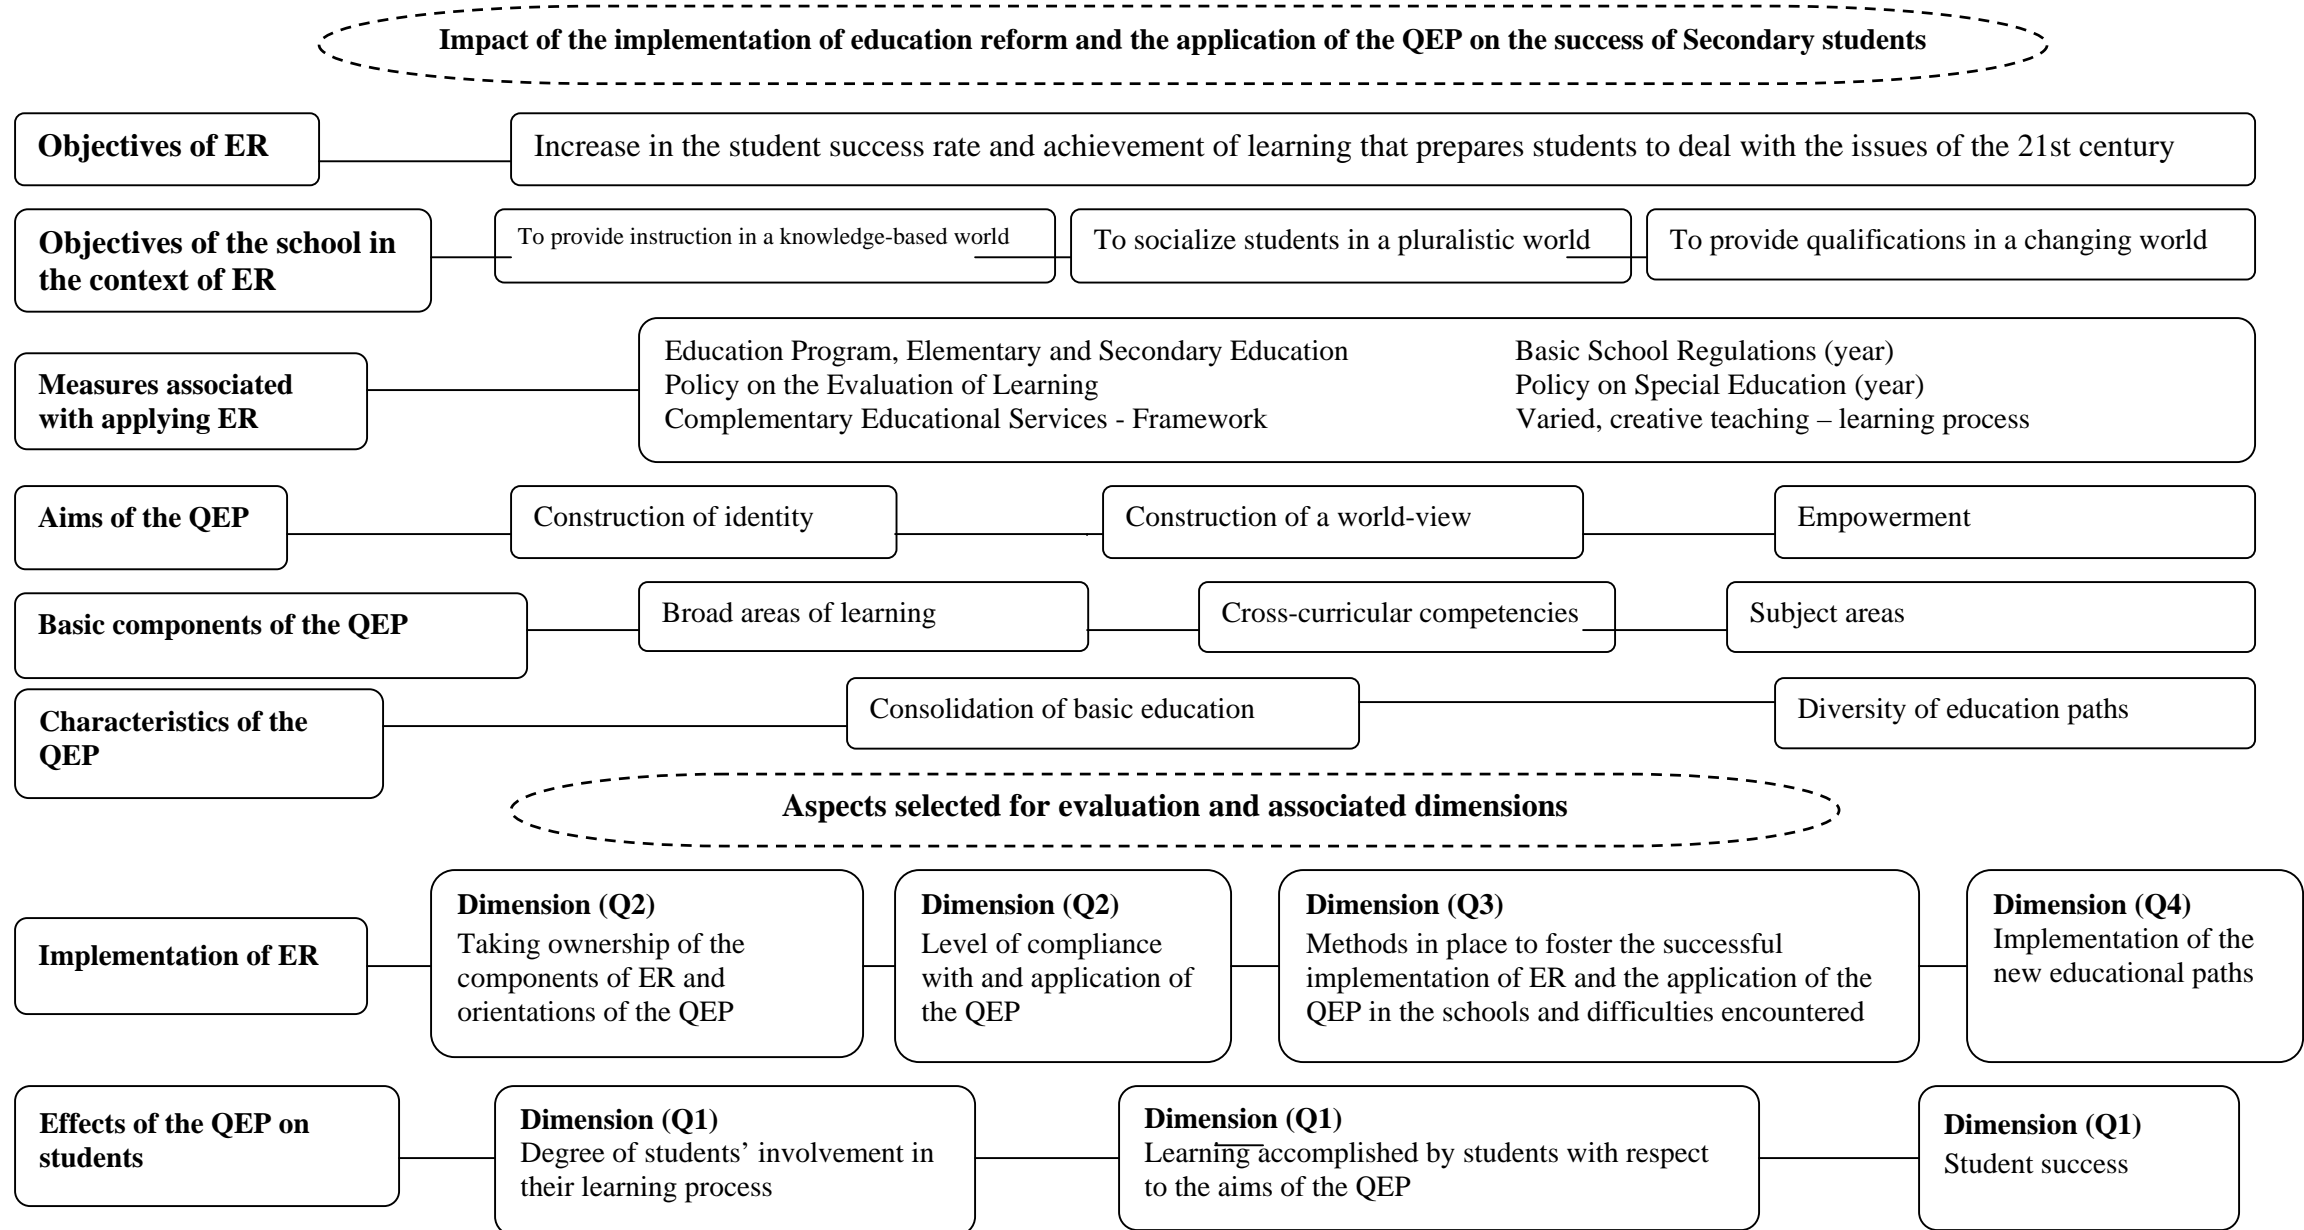 Impact of the implementation of education reform and the application of the QEP on the success of Secondary students
Objectives of ER
Increase in the student success rate and achievement of learning that prepares students to deal with the issues of the 21st century
Objectives of the school in
the context of ER
To provide instruction in a knowledge-based world
To socialize students in a pluralistic world
To provide qualifications in a changing world
Measures associated
with applying ER
Education Program, Elementary and Secondary Education
Policy on the Evaluation of Learning
Complementary Educational Services - Framework
Basic School Regulations (year)
Policy on Special Education (year)
Varied, creative teaching – learning process
Aims of the QEP
Construction of identity
Construction of a world-view
Empowerment
Basic components of the QEP
Broad areas of learning
Cross-curricular competencies
Subject areas
Characteristics of the
QEP
Consolidation of basic education
Diversity of education paths
Aspects selected for evaluation and associated dimensions
Implementation of ER
Dimension (Q2)
Taking ownership of the
components of ER and
orientations of the QEP
Dimension (Q2)
Level of compliance
with and application of
the QEP
Dimension (Q3)
Methods in place to foster the successful
implementation of ER and the application of the
QEP in the schools and difficulties encountered
Dimension (Q4)
Implementation of the
new educational paths
Effects of the QEP on
students
Dimension (Q1)
Degree of students’ involvement in
their learning process
Dimension (Q1)
Learning accomplished by students with respect
to the aims of the QEP
Dimension (Q1)
Student success